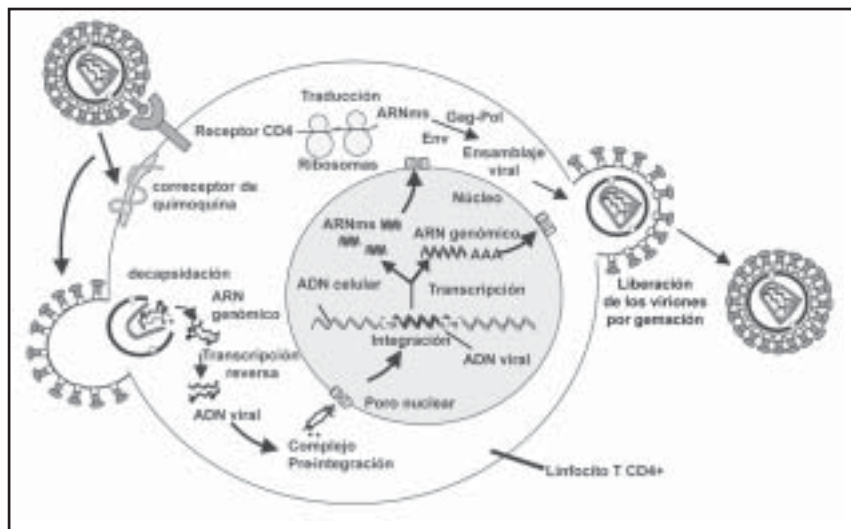 Traducción
ARNms
Gag-Pol
Receptor CD4
Env
Ribosomas
Ensamblaje
viral
correceptor de
quimoquina
Núcleo
ARNms
ARN genómico
AAA
decapsidación
ADN celular
Transcripción
ARN
genómico
Liberación
de los viriones
por gemación
Integración
Transcripción
reversa
ADN viral
ADN viral
Poro nuclear
Complejo
Pre-integración
Linfocito T CD4+